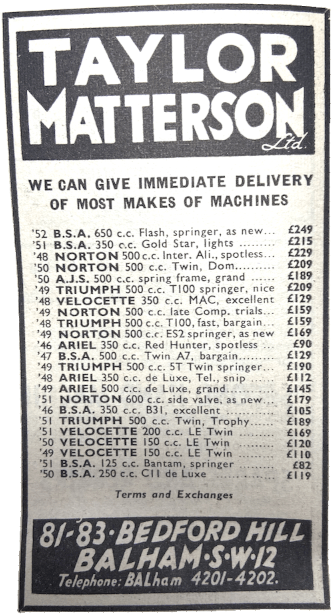 TAYLOR
MATTERSON
Ltd.
WE CAN GIVE IMMEDIATE DELIVERY
OF MOST MAKES OF MACHINES
'52 B.S.A. 650 c.c. Flash, springer, as new... £249
'51 B.S.A. 350 c.c. Gold Star, lights ......... £215
'48 NORTON 500 c.c. Inter. Ali., spotless... £229
'50 NORTON 500 c.c. Twin, Dom......... £209
'50 A.J.S. 500 c.c. spring frame, grand ...... £189
'49 TRIUMPH 500 c.c. T100 springer, nice £209
'48 VELOCETTE 350 c.c. MAC, excellent £129
'49 NORTON 500 c.c. late Comp. trials... £159
'48 TRIUMPH 500 c.c. T100, fast, bargain... £159
'49 NORTON 500 c.c. ES2 springer, as new £169
'46 ARIEL 350 c.c. Red Hunter, spotless .. £90
'47 B.S.A. 500 c.c. Twin A7, bargain......... £129
'49 TRIUMPH 500 c.c. 5T Twin springer... £190
'48 ARIEL 350 c.c. de Luxe, Tel., snip ...... £112
'49 ARIEL 500 c.c. de Luxe, grand......... £145
'51 NORTON 600 c.c. side valve, as new... £179
'46 B.S.A. 350 c.c. B31, excellent ......... £105
'51 TRIUMPH 500 c.c. Twin, Trophy...... £189
'51 VELOCETTE 200 c.c. LE Twin ...... £169
'50 VELOCETTE 150 c.c. LE Twin ...... £120
'49 VELOCETTE 150 c.c. LE Twin ...... £110
'51 B.S.A. 125 c.c. Bantam, springer ...... £82
'50 B.S.A. 250 c.c. C11 de Luxe ......... £119
Terms and Exchanges
81-83·BEDFORD HILL
BALHAM·S·W·12
Telephone: BALham 4201-4202.